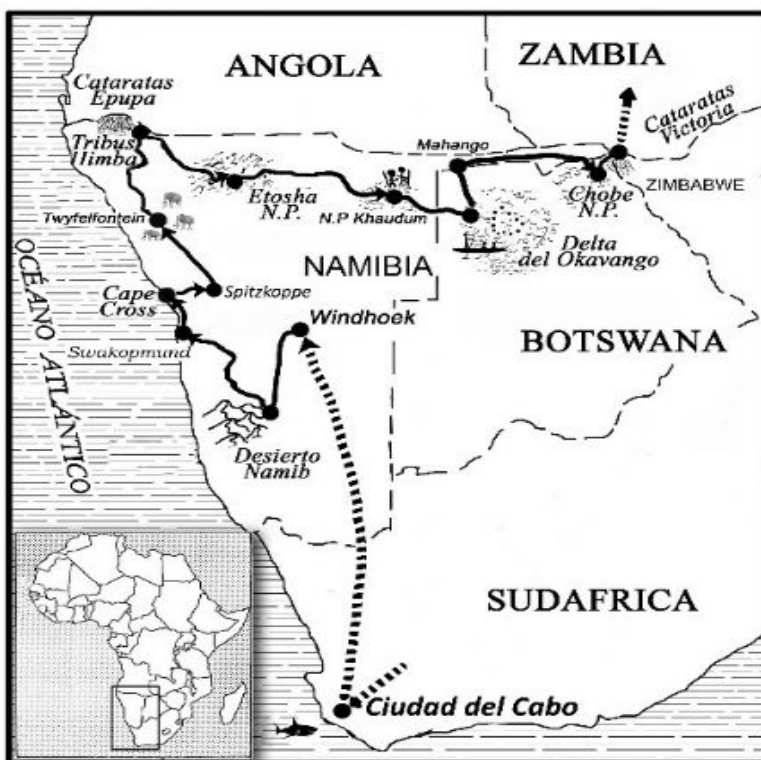 ANGOLA
ZAMBIA
Cataratas
Epupa
Tribus
Himba
Cataratas
Victoria
Mahango
ZIMBABWE
Etosha
N.P.
N.P Khaudum
Chobe
N.P.
Twyfelfontein
Delta
del Okavango
NAMIBIA
Cape
Cross
Spitzkoppe
Windhoek
BOTSWANA
Swakopmund
OCÉANO ATLÁNTICO
Desierto
Namib
SUDAFRICA
Ciudad del Cabo